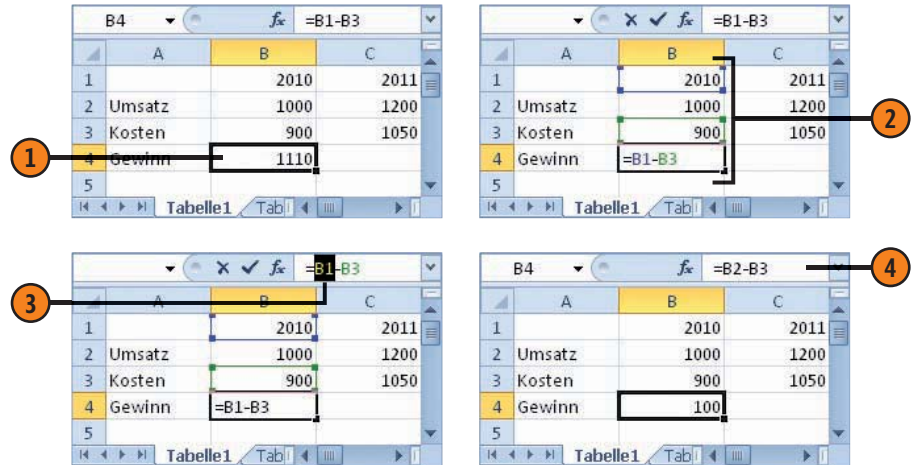 B4 fx =B1-B3
A B C
1 2010 2011
2 Umsatz 1000 1200
3 Kosten 900 1050
4 Gewinn 1110
5
Tabelle1 Tab
1
fx =B1-B3
A B C
1 2010 2011
2 Umsatz 1000 1200
3 Kosten 900 1050
4 Gewinn =B1-B3
5
Tabelle1 Tab
2
fx =B1-B3
A B C
1 2010 2011
2 Umsatz 1000 1200
3 Kosten 900 1050
4 Gewinn =B1-B3
5
Tabelle1 Tab
3
B4 fx =B2-B3
A B C
1 2010 2011
2 Umsatz 1000 1200
3 Kosten 900 1050
4 Gewinn 100
5
Tabelle1 Tab
4